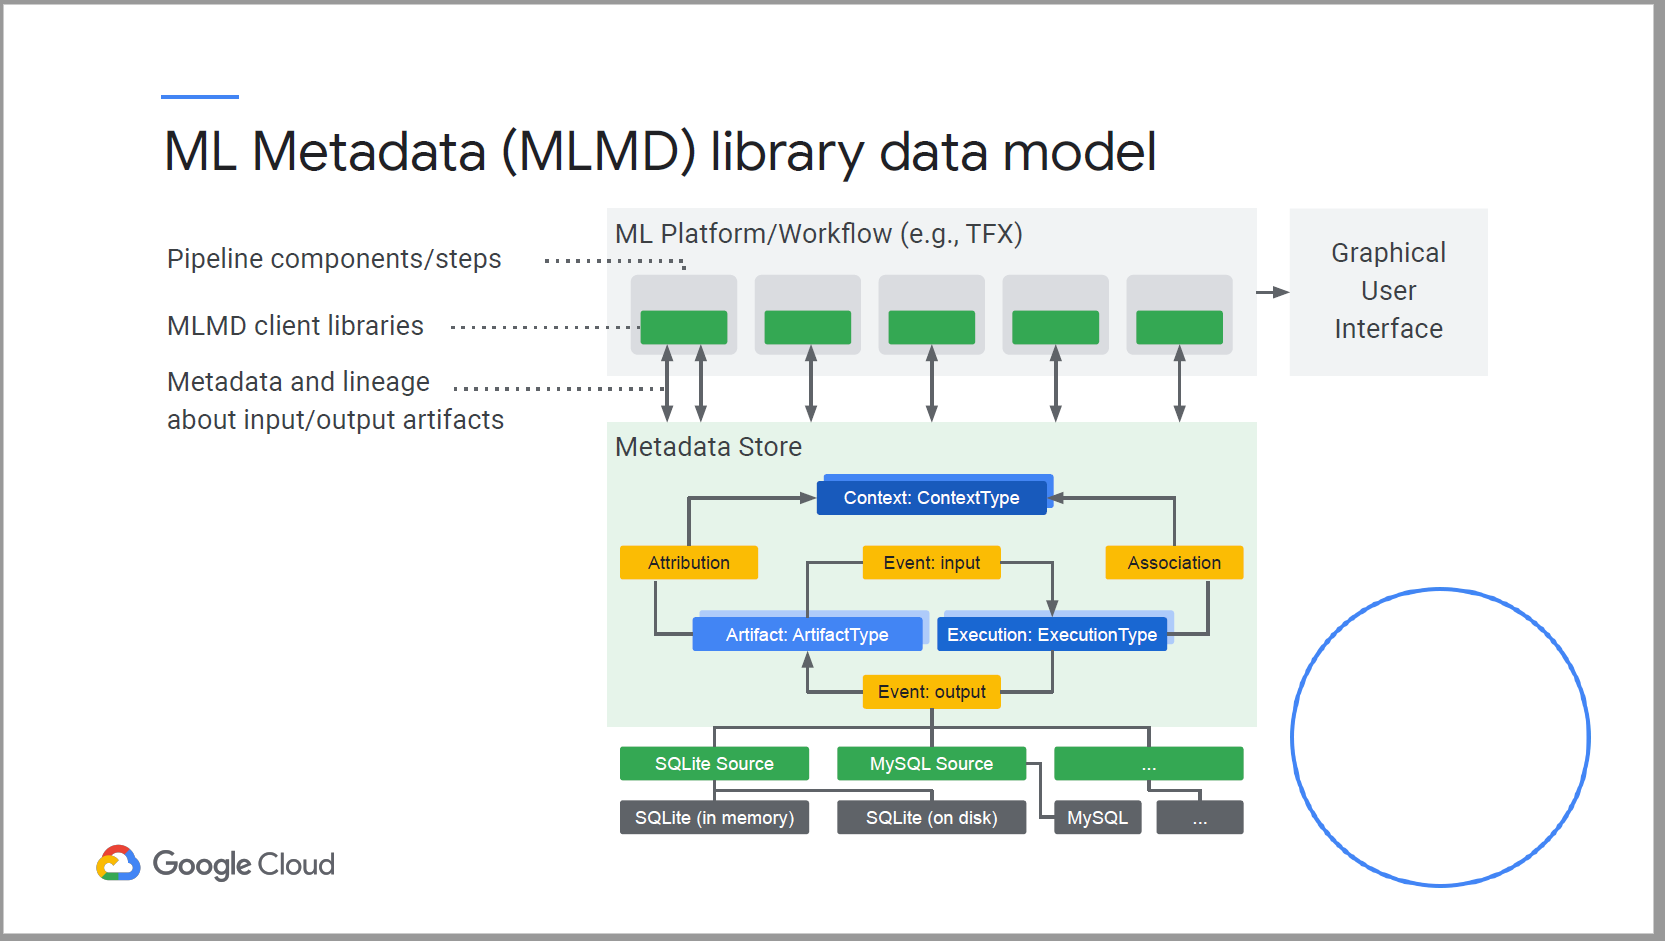 ML Metadata (MLMD) library data model
Pipeline components/steps
MLMD client libraries
Metadata and lineage
about input/output artifacts
ML Platform/Workflow (e.g., TFX)
Graphical
User
Interface
Metadata Store
Context: ContextType
Attribution
Event: input
Association
Artifact: ArtifactType
Execution: ExecutionType
Event: output
SQLite Source
MySQL Source
...
SQLite (in memory)
SQLite (on disk)
MySQL
...
Google Cloud